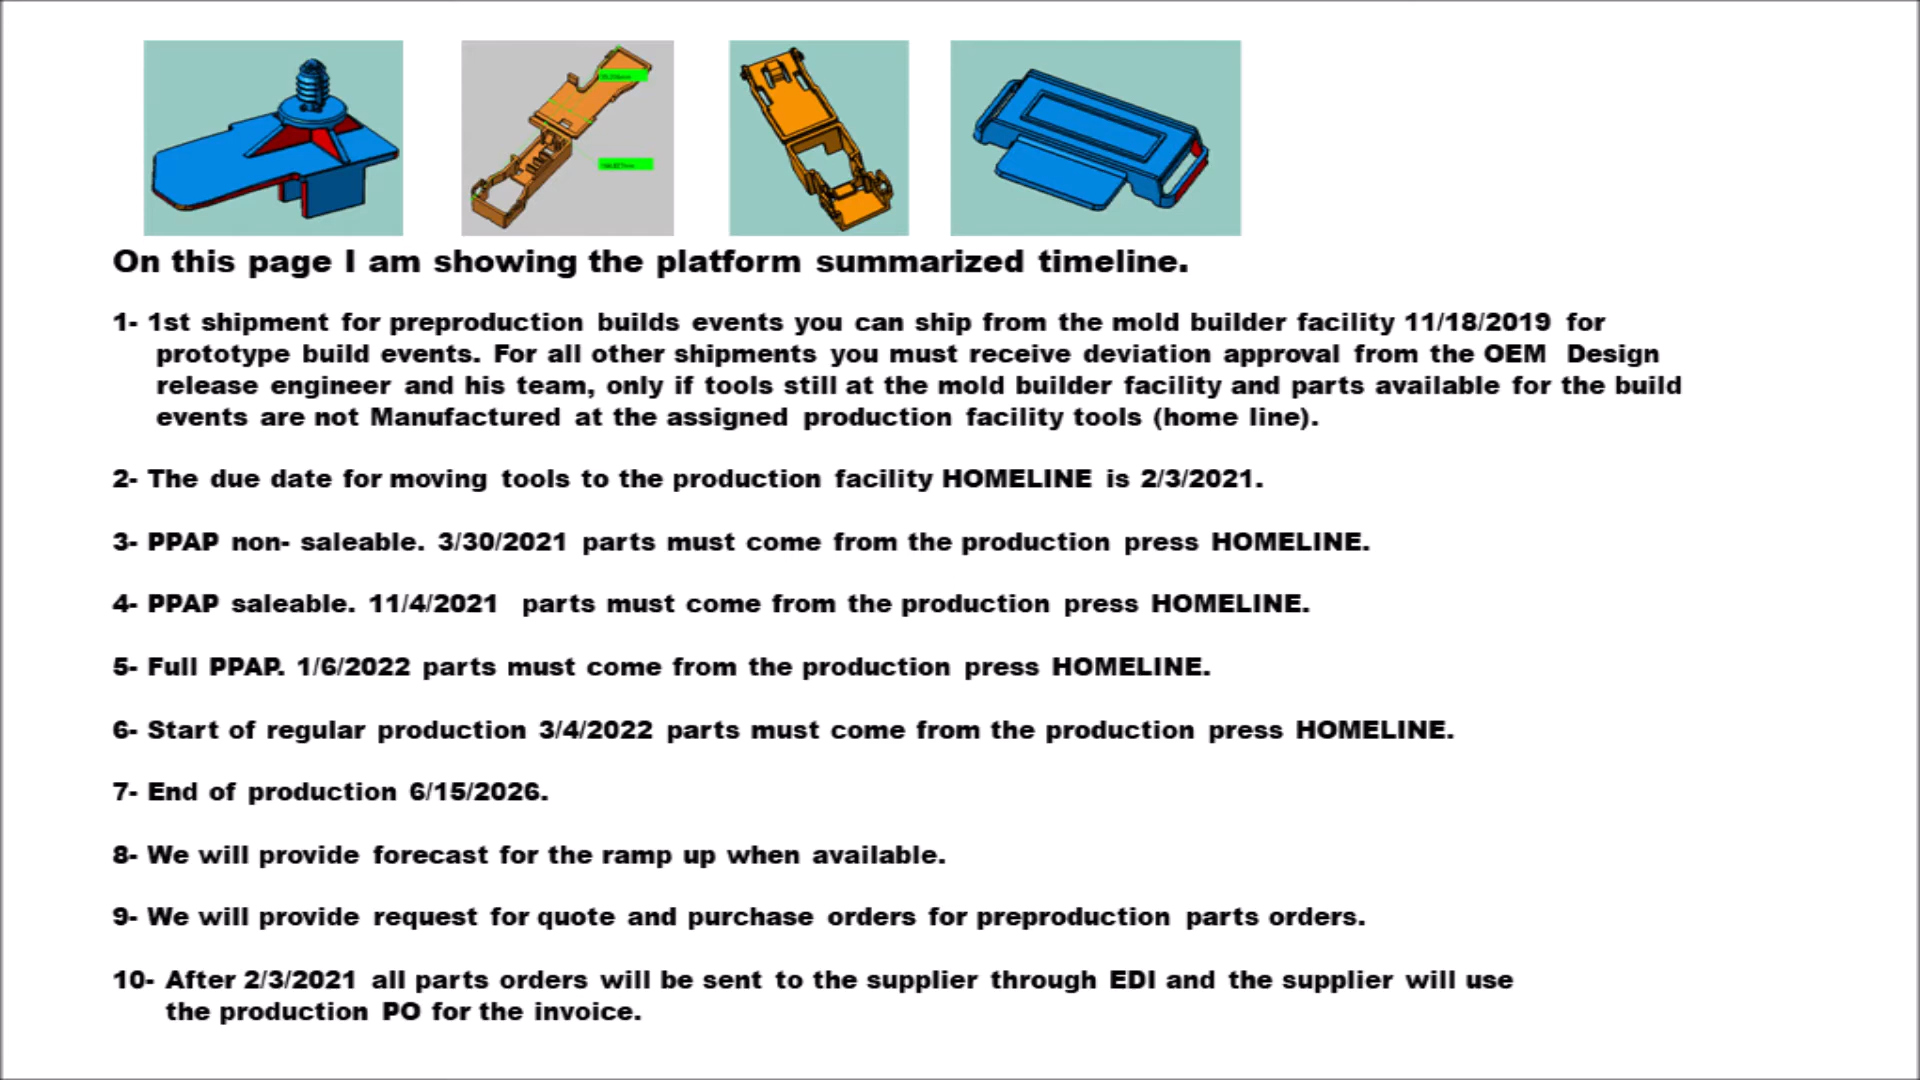 On this page I am showing the platform summarized timeline.
1- 1st shipment for preproduction builds events you can ship from the mold builder facility 11/18/2019 for
prototype build events. For all other shipments you must receive deviation approval from the OEM Design
release engineer and his team, only if tools still at the mold builder facility and parts available for the build
events are not Manufactured at the assigned production facility tools (home line).
2- The due date for moving tools to the production facility HOMELINE is 2/3/2021.
3- PPAP non- saleable. 3/30/2021 parts must come from the production press HOMELINE.
4- PPAP saleable. 11/4/2021 parts must come from the production press HOMELINE.
5- Full PPAP. 1/6/2022 parts must come from the production press HOMELINE.
6- Start of regular production 3/4/2022 parts must come from the production press HOMELINE.
7- End of production 6/15/2026.
8- We will provide forecast for the ramp up when available.
9- We will provide request for quote and purchase orders for preproduction parts orders.
10- After 2/3/2021 all parts orders will be sent to the supplier through EDI and the supplier will use
the production PO for the invoice.